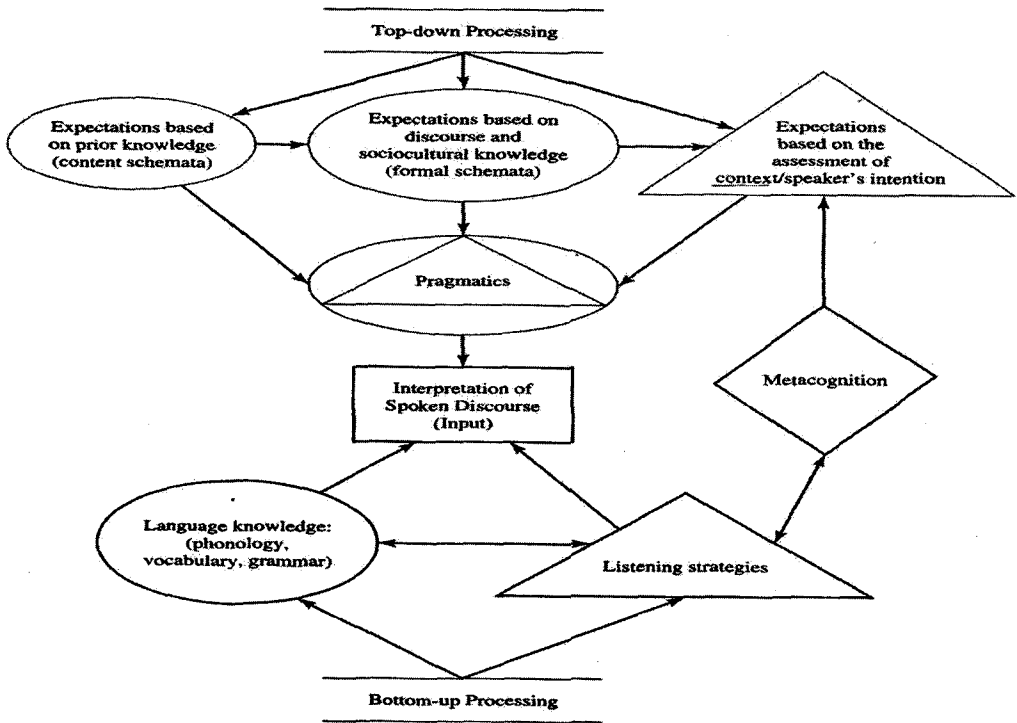 Top-down Processing
Expectations based
on prior knowledge
(content schemata)
Expectations based on
discourse and
sociocultural knowledge
(formal schemata)
Expectations
based on the
assessment of
context/speaker's intention
Pragmatics
Interpretation of
Spoken Discourse
(Input)
Metacognition
Language knowledge:
(phonology,
vocabulary, grammar)
Listening strategies
Bottom-up Processing